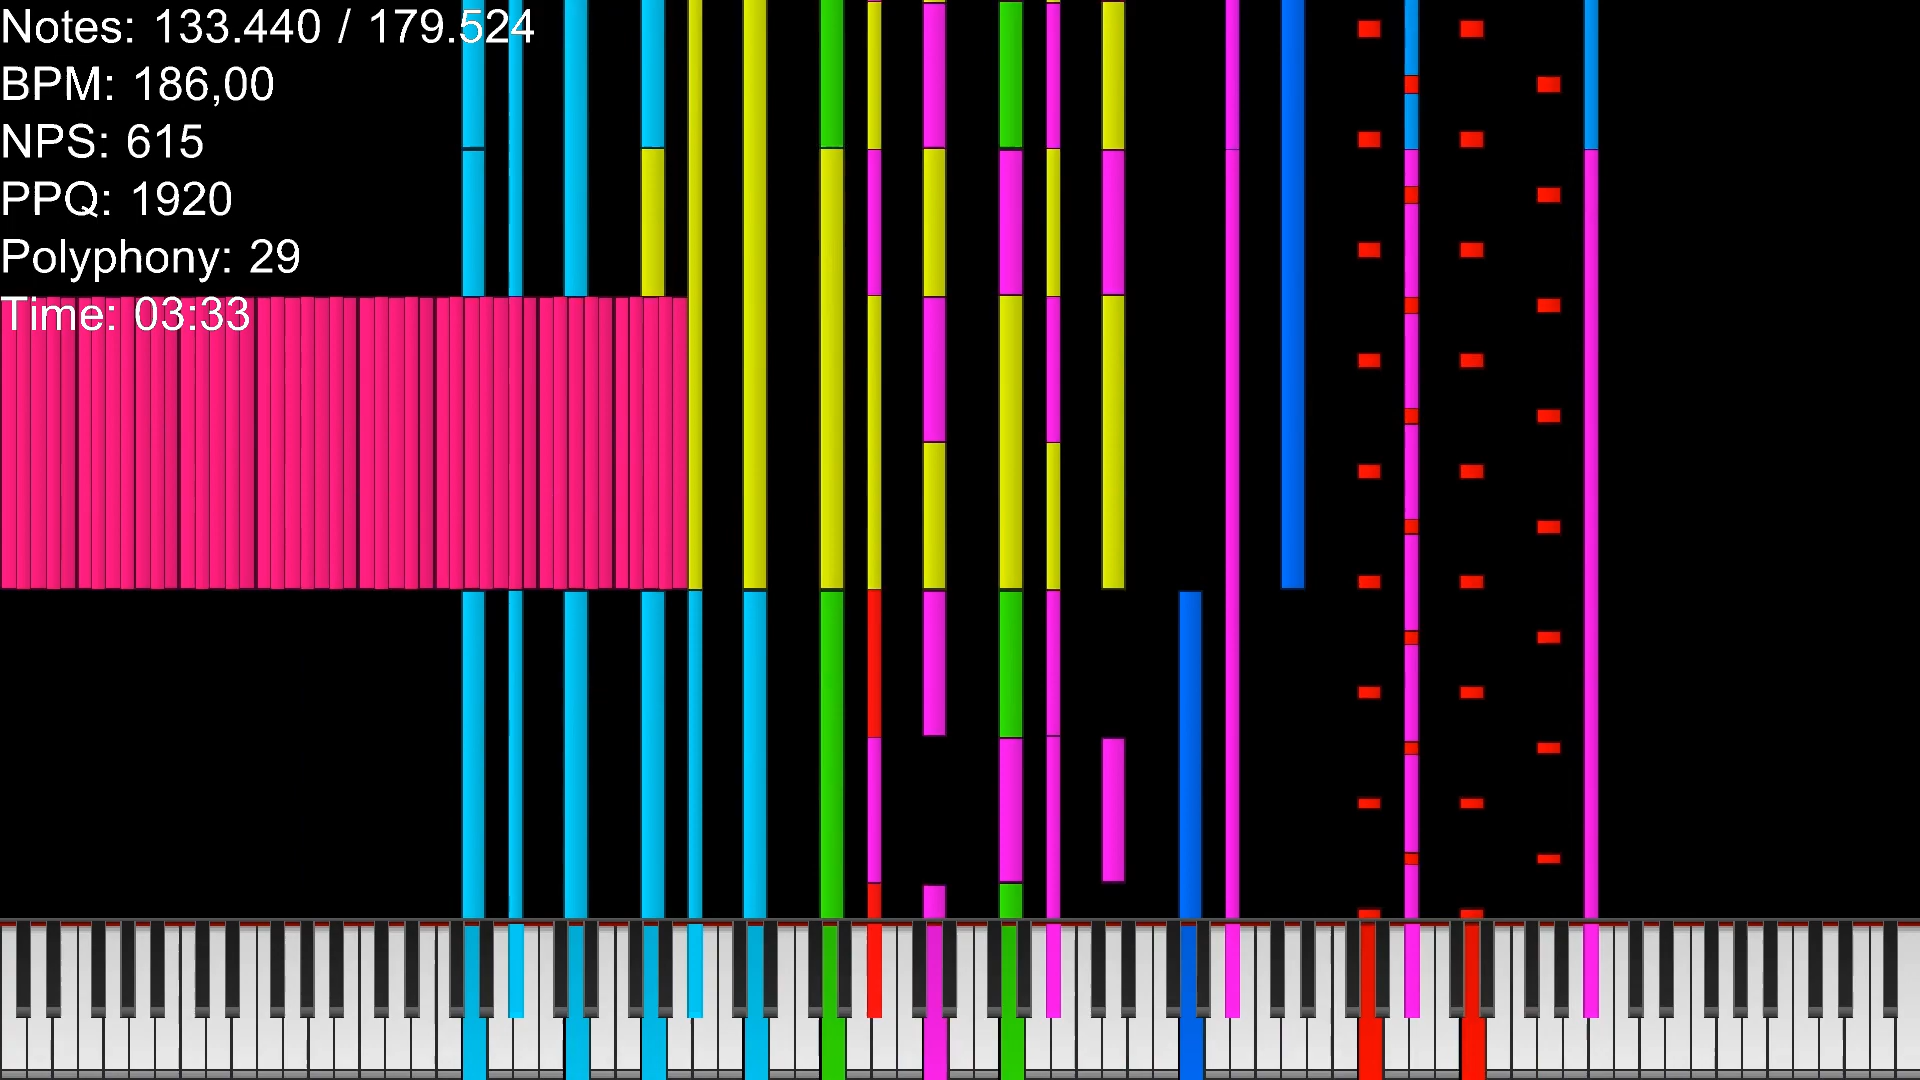 Notes: 133.440 / 179.524
BPM: 186,00
NPS: 615
PPQ: 1920
Polyphony: 29
Time: 03:33